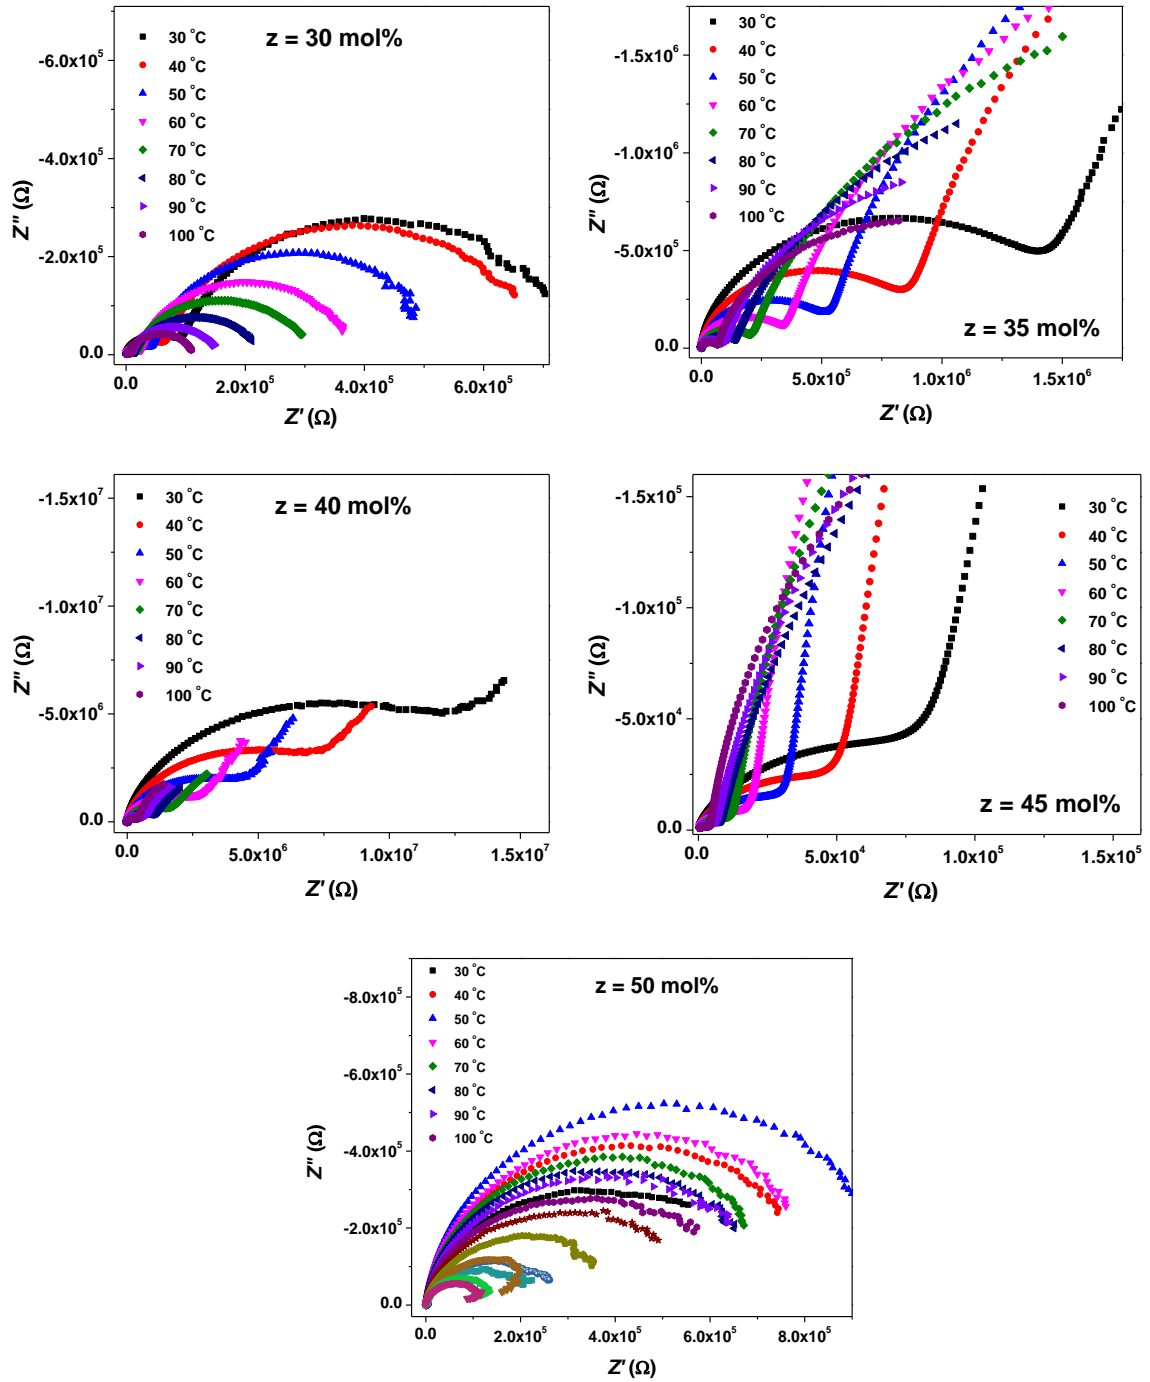 z = 30 mol%
30 °C
40 °C
50 °C
60 °C
70 °C
80 °C
90 °C
100 °C
-6.0x10⁵
-4.0x10⁵
-2.0x10⁵
0.0
Z'' (Ω)
0.0 2.0x10⁵ 4.0x10⁵ 6.0x10⁵
Z' (Ω)
30 °C
40 °C
50 °C
60 °C
70 °C
80 °C
90 °C
100 °C
z = 35 mol%
-1.5x10⁶
-1.0x10⁶
-5.0x10⁵
0.0
Z'' (Ω)
0.0 5.0x10⁵ 1.0x10⁶ 1.5x10⁶
Z' (Ω)
z = 40 mol%
30 °C
40 °C
50 °C
60 °C
70 °C
80 °C
90 °C
100 °C
-1.5x10⁷
-1.0x10⁷
-5.0x10⁶
0.0
Z'' (Ω)
0.0 5.0x10⁶ 1.0x10⁷ 1.5x10⁷
Z' (Ω)
30 °C
40 °C
50 °C
60 °C
70 °C
80 °C
90 °C
100 °C
z = 45 mol%
-1.5x10⁵
-1.0x10⁵
-5.0x10⁴
0.0
Z'' (Ω)
0.0 5.0x10⁴ 1.0x10⁵ 1.5x10⁵
Z' (Ω)
z = 50 mol%
30 °C
40 °C
50 °C
60 °C
70 °C
80 °C
90 °C
100 °C
-8.0x10⁵
-6.0x10⁵
-4.0x10⁵
-2.0x10⁵
0.0
Z'' (Ω)
0.0 2.0x10⁵ 4.0x10⁵ 6.0x10⁵ 8.0x10⁵
Z' (Ω)